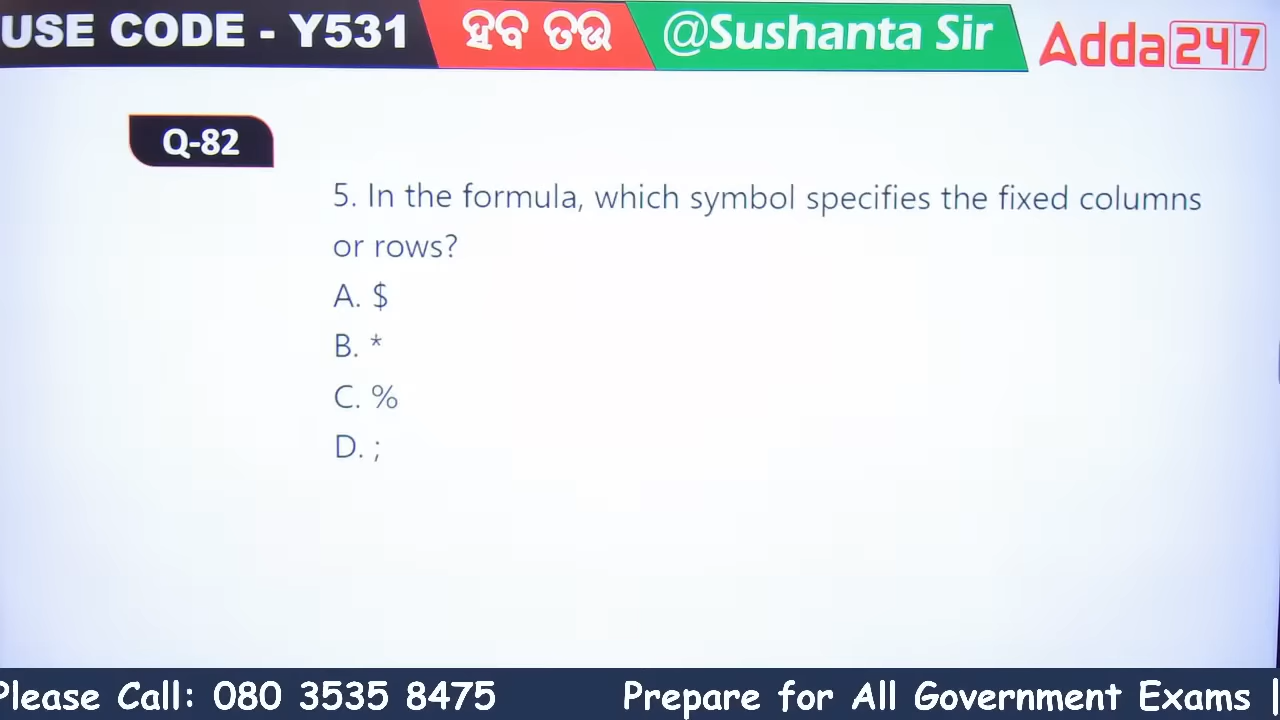 USE CODE - Y531
ହବ ତଉ
@Sushanta Sir
Adda247
Q-82
5. In the formula, which symbol specifies the fixed columns
or rows?
A. $
B. *
C. %
D. ;
Please Call: 080 3535 8475
Prepare for All Government Exams |